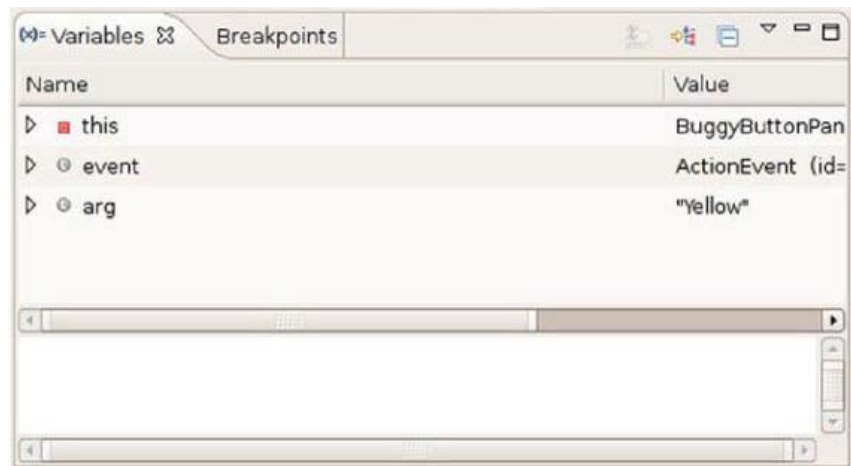 (x)= Variables Breakpoints
Name Value
this BuggyButtonPan
event ActionEvent (id=
arg "Yellow"